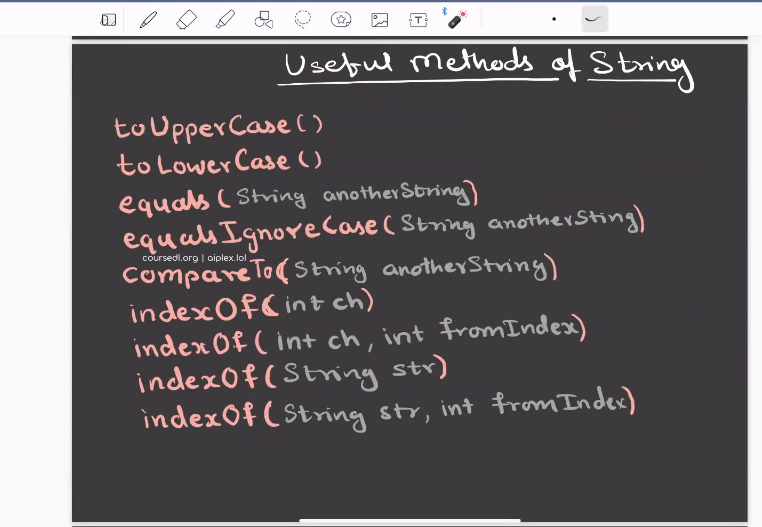 Useful Methods of String
toUpperCase()
toLowerCase()
equals(String anotherString)
equalsIgnoreCase(String anotherSting)
coursedl.org | aiplex.lol
compareTo(String anotherString)
indexOf(int ch)
indexOf(int ch, int fromIndex)
indexOf(String str)
indexOf(String str, int fromIndex)